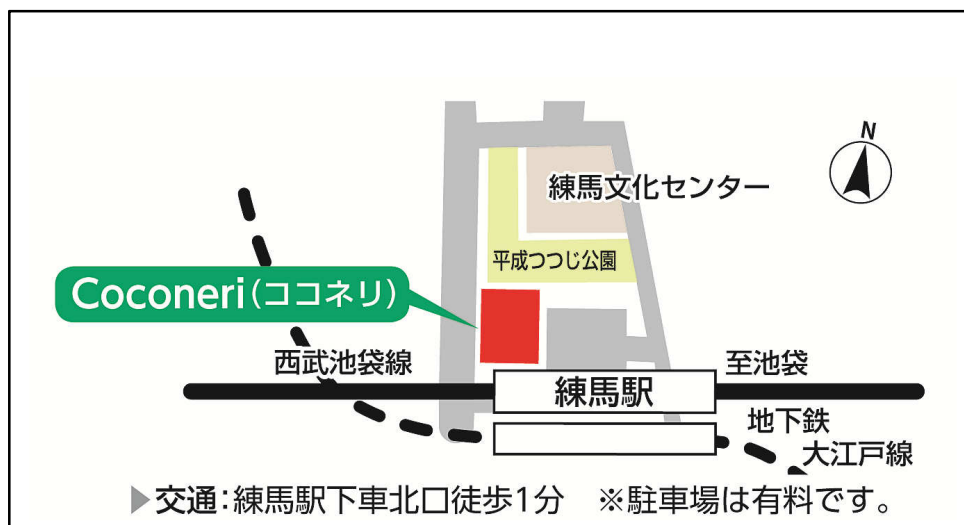 N
練馬文化センター
平成つつじ公園
Coconeri(ココネリ)
西武池袋線
至池袋
練馬駅
地下鉄
大江戸線
▶交通:練馬駅下車北口徒歩1分　※駐車場は有料です。